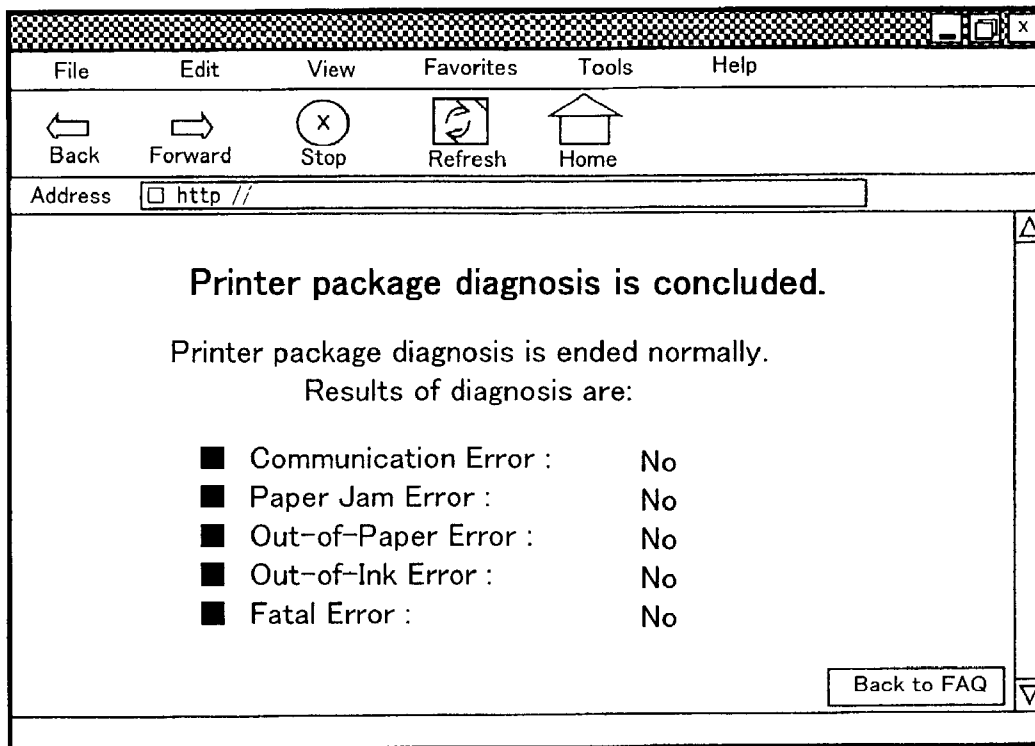 X
File Edit View Favorites Tools Help
X
Back Forward Stop Refresh Home
Address http //
Printer package diagnosis is concluded.
Printer package diagnosis is ended normally.
Results of diagnosis are:
■ Communication Error : No
■ Paper Jam Error : No
■ Out-of-Paper Error : No
■ Out-of-Ink Error : No
■ Fatal Error : No
Back to FAQ